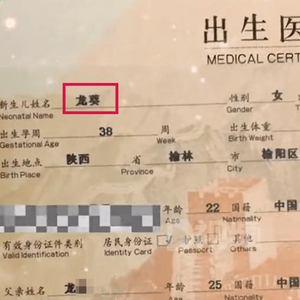 出生医
MEDICAL CERT
新生儿姓名 龙葵 性别 女
Neonatal Name Gender
出生孕周 38 周 出生体重
Gestational Age Week Birth Weight
出生地点 陕西 省 榆林 市 榆阳区
Birth Place Province City
年龄 22 国籍 中国
Age Nationality
有效身份证件类别 居民身份证 护照 其他
Valid Identification Passport Others
父亲姓名 龙 年龄 25 国籍 中国